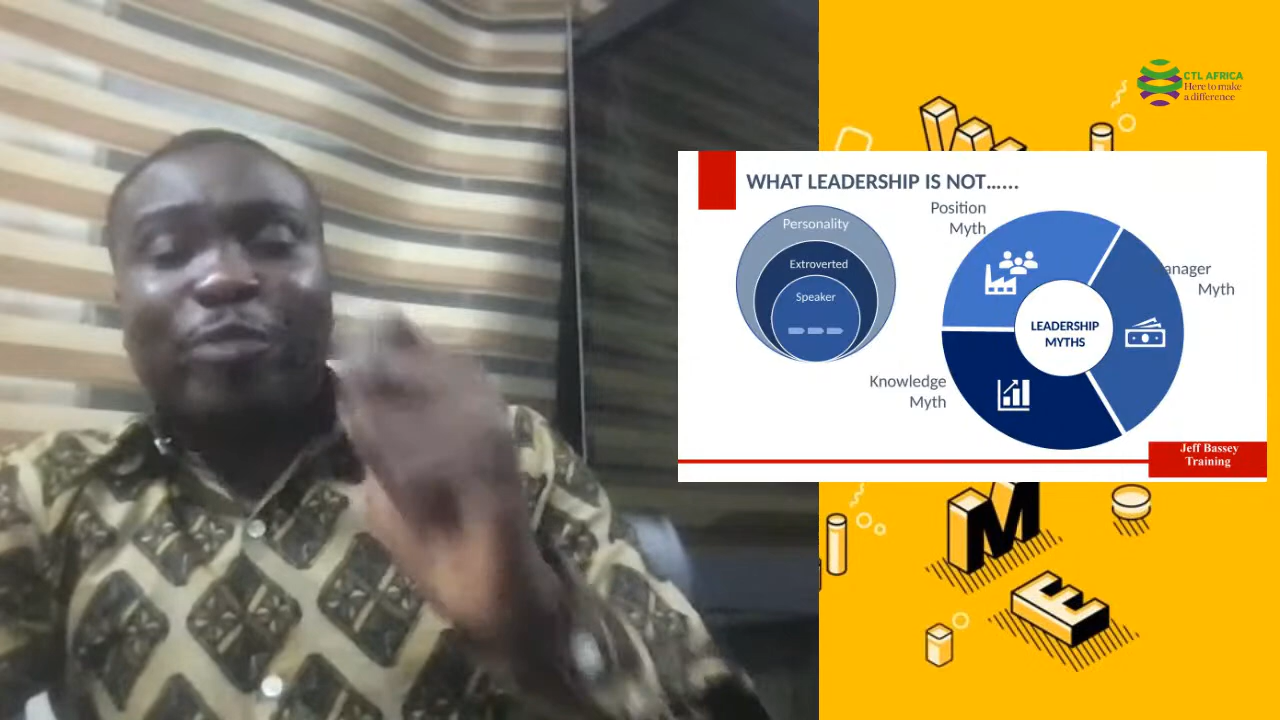 CTL AFRICA
Here to make
a difference
WHAT LEADERSHIP IS NOT......
Personality
Extroverted
Speaker
Position
Myth
anager
Myth
LEADERSHIP
MYTHS
Knowledge
Myth
Jeff Bassey
Training
M
E